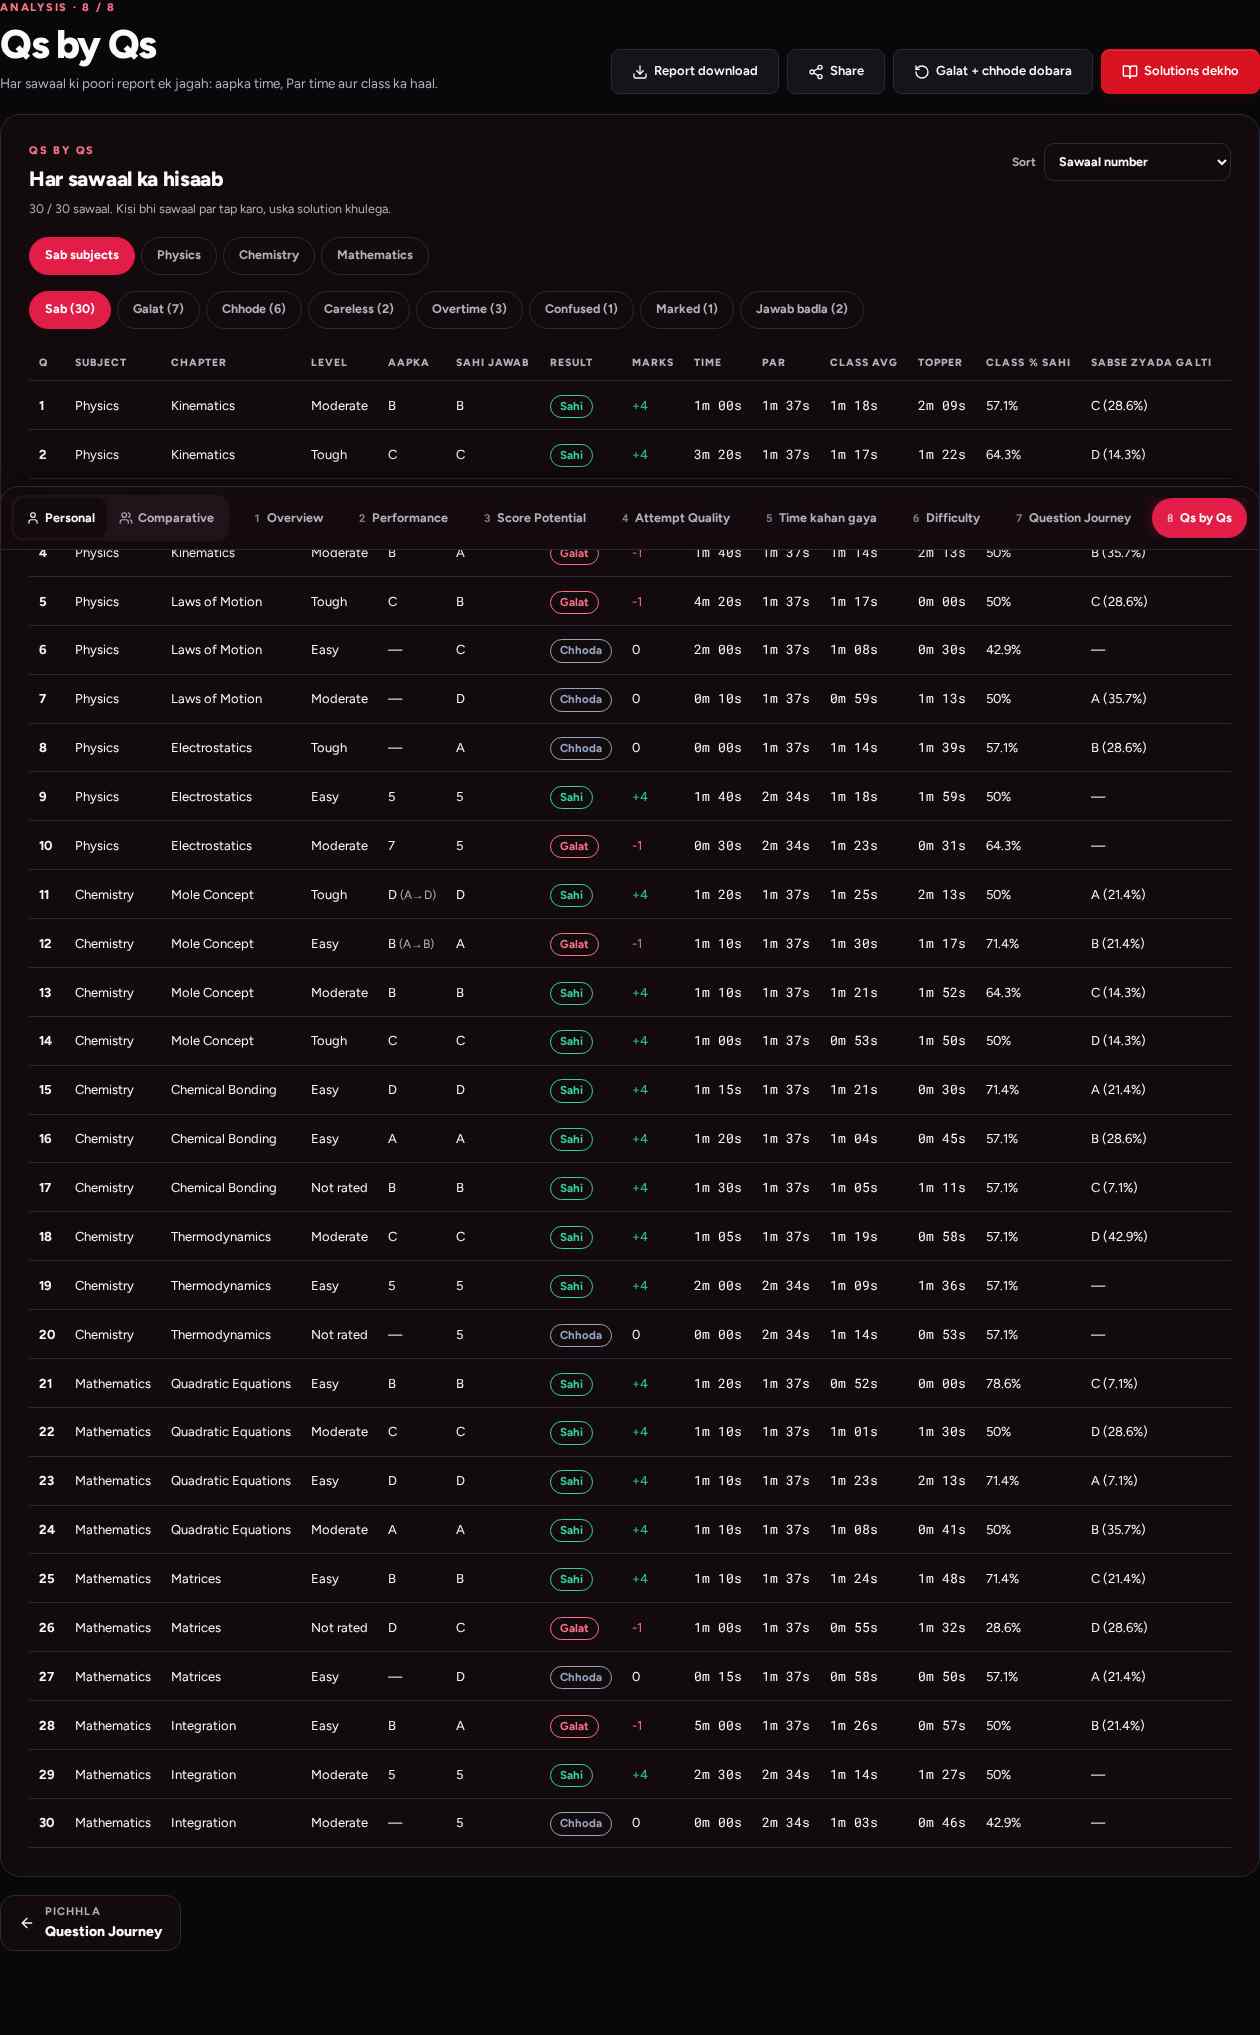 ANALYSIS · 8 / 8
Qs by Qs
Har sawaal ki poori report ek jagah: aapka time, Par time aur class ka haal.
Report download
Share
Galat + chhode dobara
Solutions dekho
QS BY QS
Har sawaal ka hisaab
30 / 30 sawaal. Kisi bhi sawaal par tap karo, uska solution khulega.
Sort Sawaal number
Sab subjects Physics Chemistry Mathematics
Sab (30) Galat (7) Chhode (6) Careless (2) Overtime (3) Confused (1) Marked (1) Jawab badla (2)
Q SUBJECT CHAPTER LEVEL AAPKA SAHI JAWAB RESULT MARKS TIME PAR CLASS AVG TOPPER CLASS % SAHI SABSE ZYADA GALTI
1 Physics Kinematics Moderate B B Sahi +4 1m 00s 1m 37s 1m 18s 2m 09s 57.1% C (28.6%)
2 Physics Kinematics Tough C C Sahi +4 3m 20s 1m 37s 1m 17s 1m 22s 64.3% D (14.3%)
Personal Comparative 1 Overview 2 Performance 3 Score Potential 4 Attempt Quality 5 Time kahan gaya 6 Difficulty 7 Question Journey 8 Qs by Qs
4 Physics Kinematics Moderate B A Galat -1 1m 40s 1m 37s 1m 14s 2m 13s 50% B (35.7%)
5 Physics Laws of Motion Tough C B Galat -1 4m 20s 1m 37s 1m 17s 0m 00s 50% C (28.6%)
6 Physics Laws of Motion Easy — C Chhoda 0 2m 00s 1m 37s 1m 08s 0m 30s 42.9% —
7 Physics Laws of Motion Moderate — D Chhoda 0 0m 10s 1m 37s 0m 59s 1m 13s 50% A (35.7%)
8 Physics Electrostatics Tough — A Chhoda 0 0m 00s 1m 37s 1m 14s 1m 39s 57.1% B (28.6%)
9 Physics Electrostatics Easy 5 5 Sahi +4 1m 40s 2m 34s 1m 18s 1m 59s 50% —
10 Physics Electrostatics Moderate 7 5 Galat -1 0m 30s 2m 34s 1m 23s 0m 31s 64.3% —
11 Chemistry Mole Concept Tough D (A→D) D Sahi +4 1m 20s 1m 37s 1m 25s 2m 13s 50% A (21.4%)
12 Chemistry Mole Concept Easy B (A→B) A Galat -1 1m 10s 1m 37s 1m 30s 1m 17s 71.4% B (21.4%)
13 Chemistry Mole Concept Moderate B B Sahi +4 1m 10s 1m 37s 1m 21s 1m 52s 64.3% C (14.3%)
14 Chemistry Mole Concept Tough C C Sahi +4 1m 00s 1m 37s 0m 53s 1m 50s 50% D (14.3%)
15 Chemistry Chemical Bonding Easy D D Sahi +4 1m 15s 1m 37s 1m 21s 0m 30s 71.4% A (21.4%)
16 Chemistry Chemical Bonding Easy A A Sahi +4 1m 20s 1m 37s 1m 04s 0m 45s 57.1% B (28.6%)
17 Chemistry Chemical Bonding Not rated B B Sahi +4 1m 30s 1m 37s 1m 05s 1m 11s 57.1% C (7.1%)
18 Chemistry Thermodynamics Moderate C C Sahi +4 1m 05s 1m 37s 1m 19s 0m 58s 57.1% D (42.9%)
19 Chemistry Thermodynamics Easy 5 5 Sahi +4 2m 00s 2m 34s 1m 09s 1m 36s 57.1% —
20 Chemistry Thermodynamics Not rated — 5 Chhoda 0 0m 00s 2m 34s 1m 14s 0m 53s 57.1% —
21 Mathematics Quadratic Equations Easy B B Sahi +4 1m 20s 1m 37s 0m 52s 0m 00s 78.6% C (7.1%)
22 Mathematics Quadratic Equations Moderate C C Sahi +4 1m 10s 1m 37s 1m 01s 1m 30s 50% D (28.6%)
23 Mathematics Quadratic Equations Easy D D Sahi +4 1m 10s 1m 37s 1m 23s 2m 13s 71.4% A (7.1%)
24 Mathematics Quadratic Equations Moderate A A Sahi +4 1m 10s 1m 37s 1m 08s 0m 41s 50% B (35.7%)
25 Mathematics Matrices Easy B B Sahi +4 1m 10s 1m 37s 1m 24s 1m 48s 71.4% C (21.4%)
26 Mathematics Matrices Not rated D C Galat -1 1m 00s 1m 37s 0m 55s 1m 32s 28.6% D (28.6%)
27 Mathematics Matrices Easy — D Chhoda 0 0m 15s 1m 37s 0m 58s 0m 50s 57.1% A (21.4%)
28 Mathematics Integration Easy B A Galat -1 5m 00s 1m 37s 1m 26s 0m 57s 50% B (21.4%)
29 Mathematics Integration Moderate 5 5 Sahi +4 2m 30s 2m 34s 1m 14s 1m 27s 50% —
30 Mathematics Integration Moderate — 5 Chhoda 0 0m 00s 2m 34s 1m 03s 0m 46s 42.9% —
PICHHLA
Question Journey